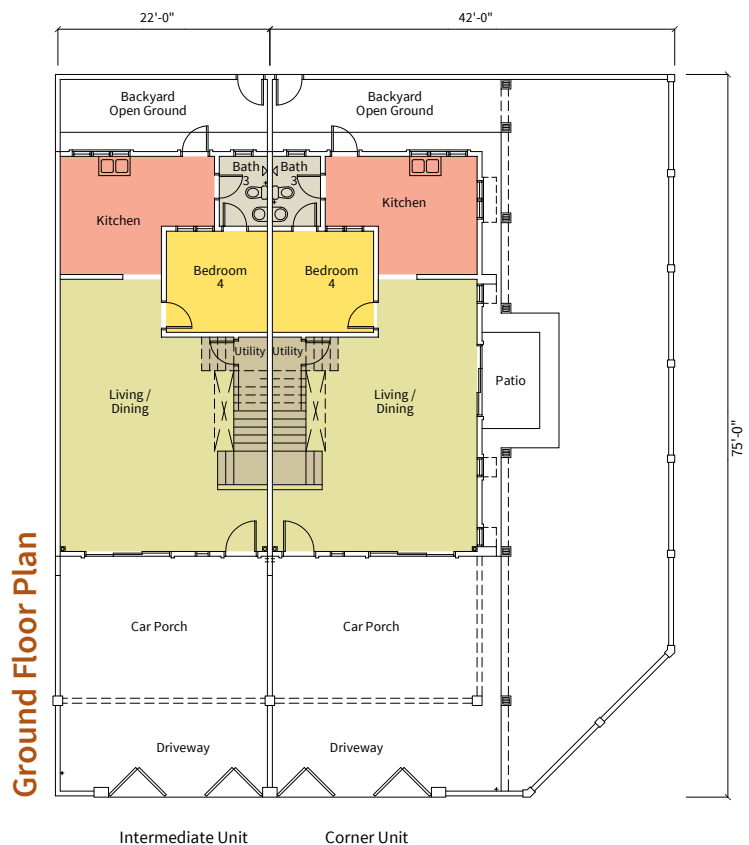 22'-0"
42'-0"
Backyard
Open Ground
Backyard
Open Ground
Bath
3
Bath
3
Kitchen
Kitchen
Bedroom
4
Bedroom
4
Utility
Utility
Living /
Dining
Living /
Dining
Patio
75'-0"
Ground Floor Plan
Car Porch
Car Porch
Driveway
Driveway
Intermediate Unit
Corner Unit